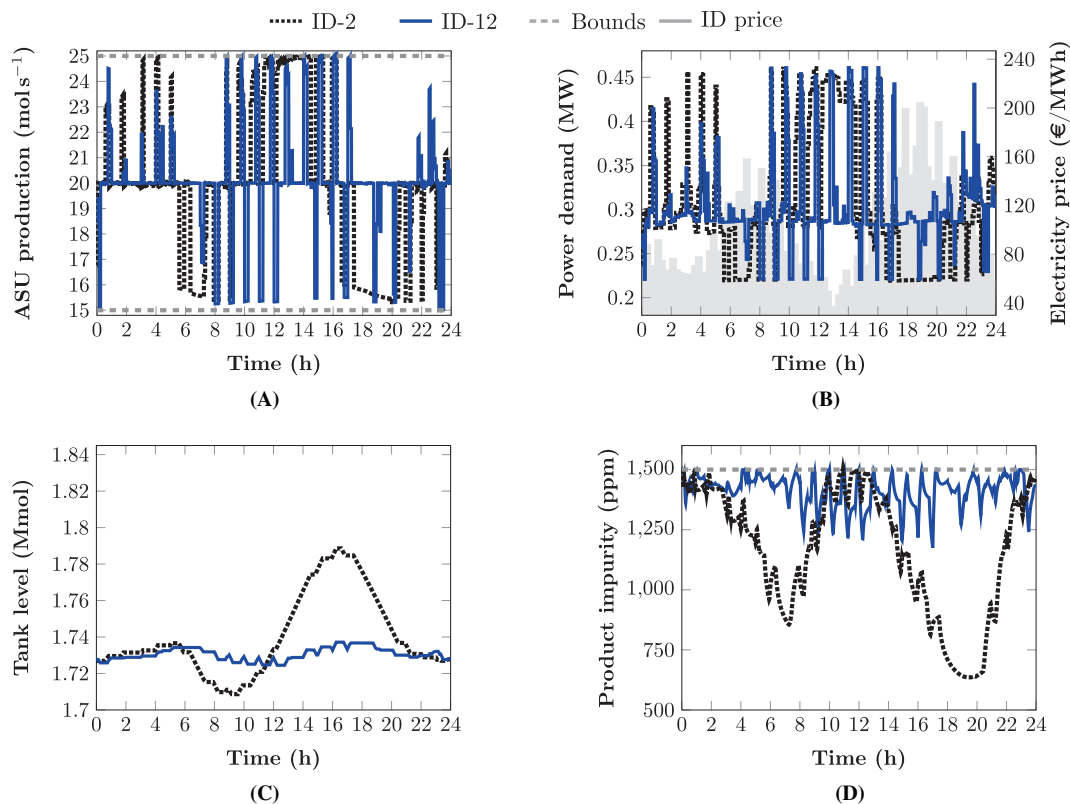 ID-2 ID-12 Bounds ID price
ASU production (mol s⁻¹)
25
24
23
22
21
20
19
18
17
16
15
0 2 4 6 8 10 12 14 16 18 20 22 24
Time (h)
(A)
Power demand (MW)
0.45
0.4
0.35
0.3
0.25
0.2
0 2 4 6 8 10 12 14 16 18 20 22 24
Time (h)
240
200
160
120
80
40
Electricity price (€/MWh)
(B)
Tank level (Mmol)
1.84
1.82
1.8
1.78
1.76
1.74
1.72
1.7
0 2 4 6 8 10 12 14 16 18 20 22 24
Time (h)
(C)
Product impurity (ppm)
1,500
1,250
1,000
750
500
0 2 4 6 8 10 12 14 16 18 20 22 24
Time (h)
(D)